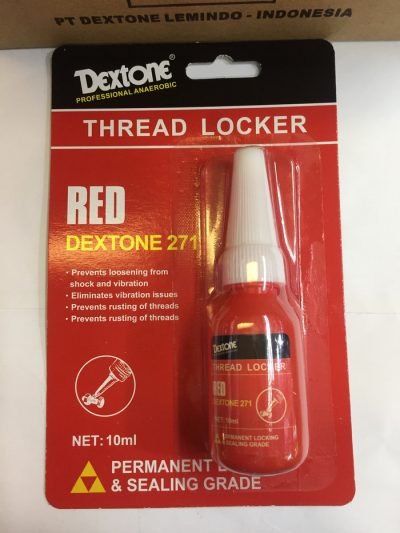 PT DEXTONE LEMINDO - INDONESIA
DEXTONE®
PROFESSIONAL ANAEROBIC
THREAD LOCKER
RED
DEXTONE 271
• Prevents loosening from
shock and vibration
• Eliminates vibration issues
• Prevents rusting of threads
• Prevents rusting of threads
NET: 10ml
PERMANENT
& SEALING GRADE
DEXTONE
THREAD LOCKER
RED
DEXTONE 271
NET: 10ml
PERMANENT LOCKING
& SEALING GRADE